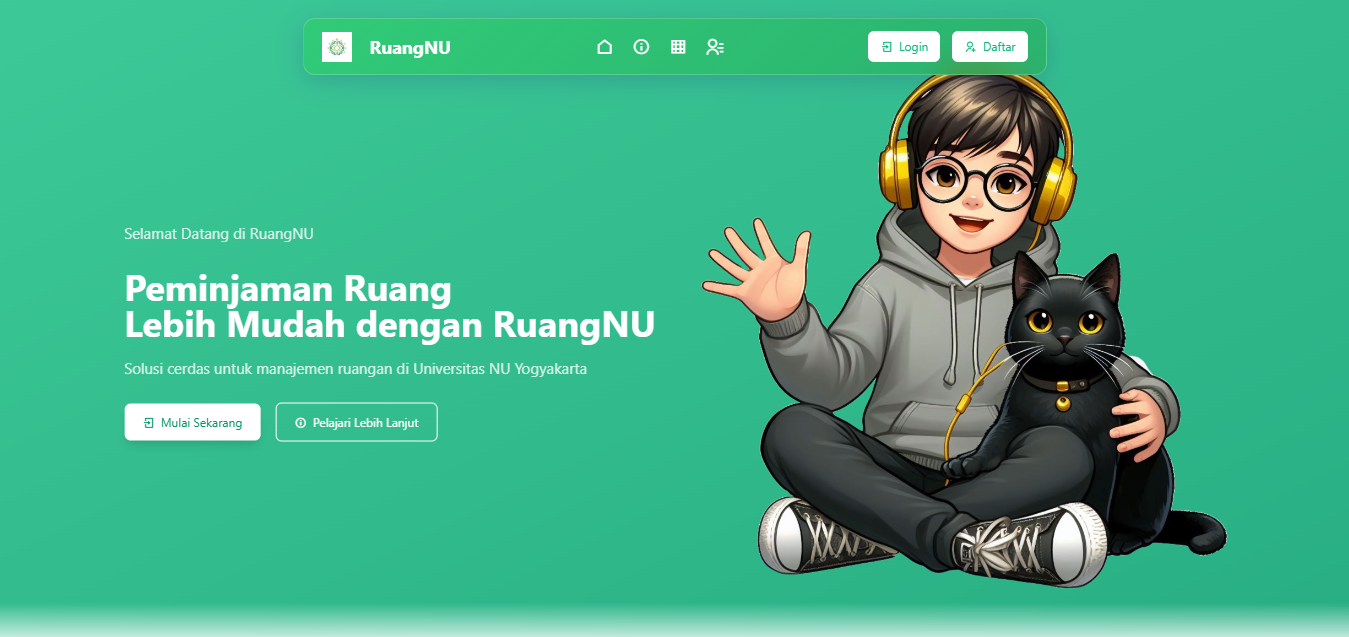 RuangNU
Login
Daftar
Selamat Datang di RuangNU
Peminjaman Ruang
Lebih Mudah dengan RuangNU
Solusi cerdas untuk manajemen ruangan di Universitas NU Yogyakarta
Mulai Sekarang
Pelajari Lebih Lanjut